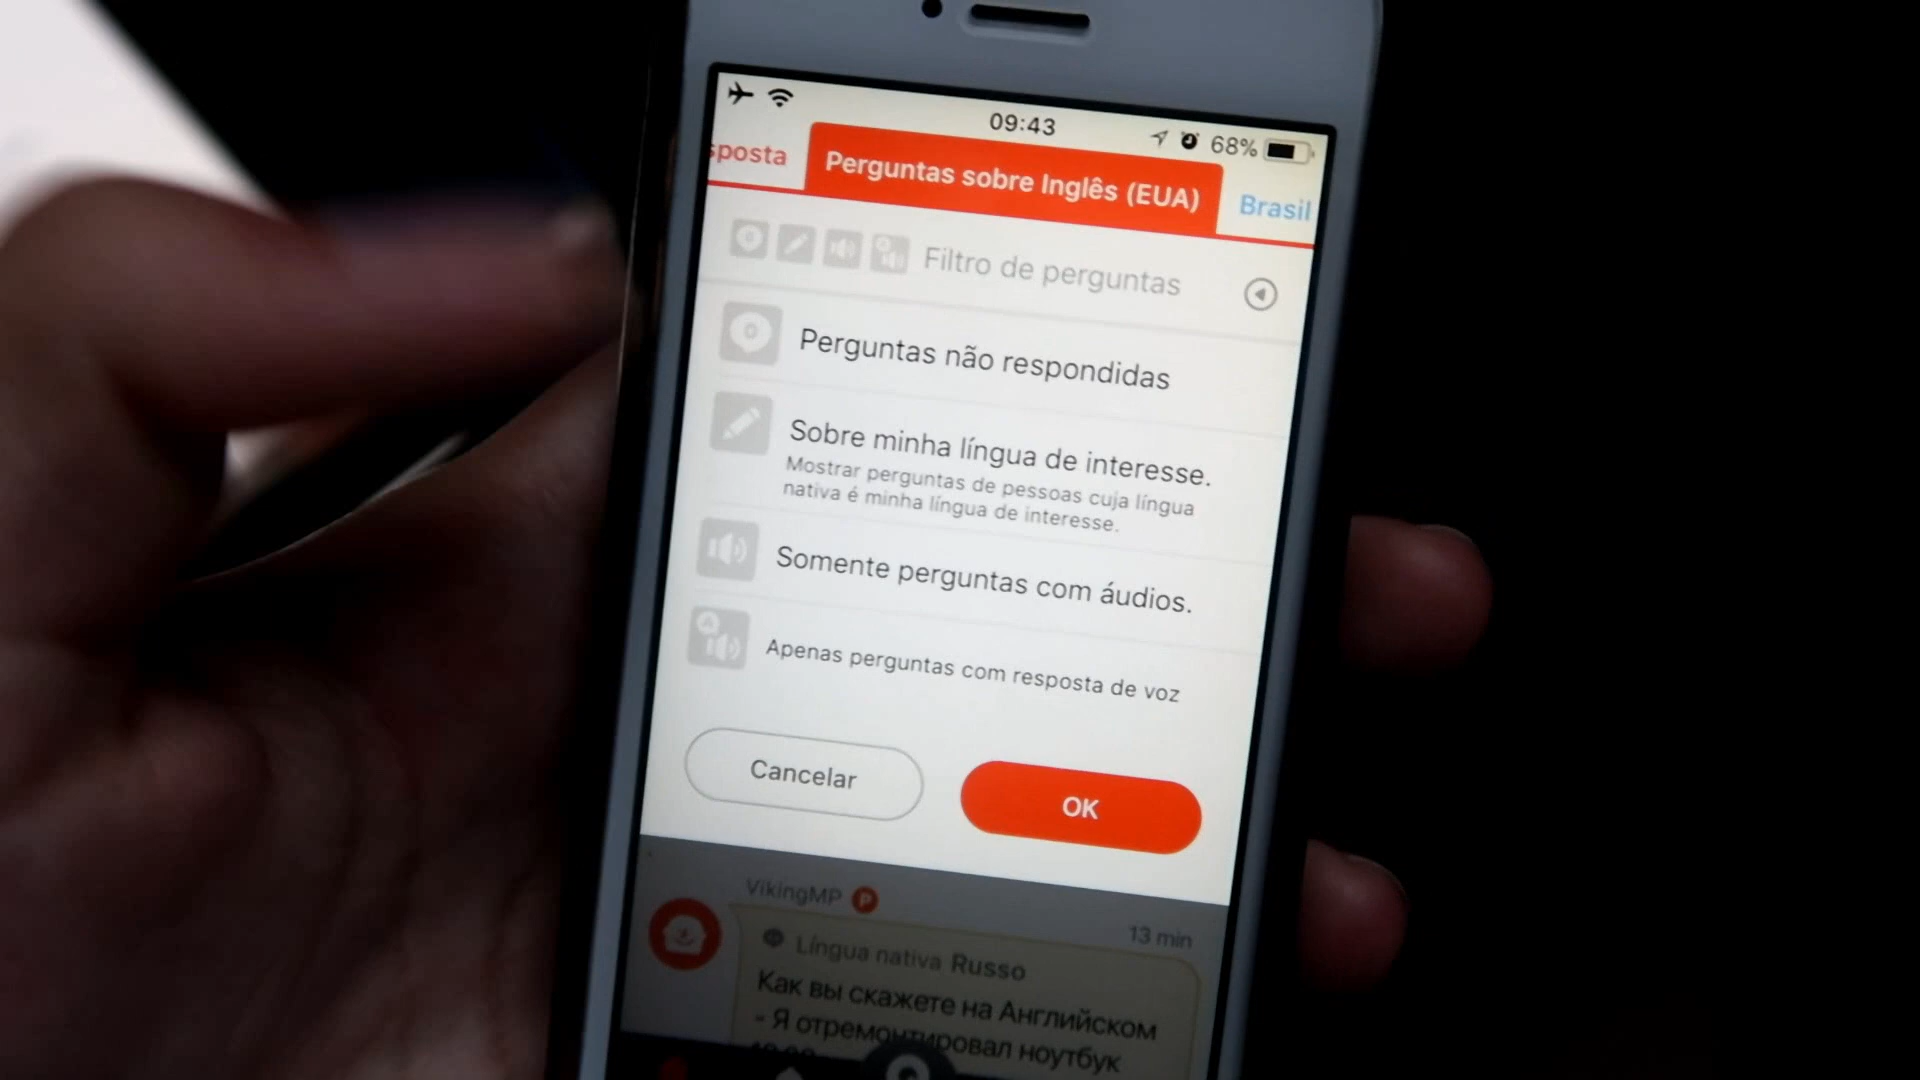 09:43
68%
sposta
Perguntas sobre Inglês (EUA)
Brasil
Filtro de perguntas
Perguntas não respondidas
Sobre minha língua de interesse.
Mostrar perguntas de pessoas cuja língua
nativa é minha língua de interesse.
Somente perguntas com áudios.
Apenas perguntas com resposta de voz
Cancelar
OK
VikingMP P
13 min
Língua nativa Russo
Как вы скажете на Английском
- Я отремонтировал ноутбук